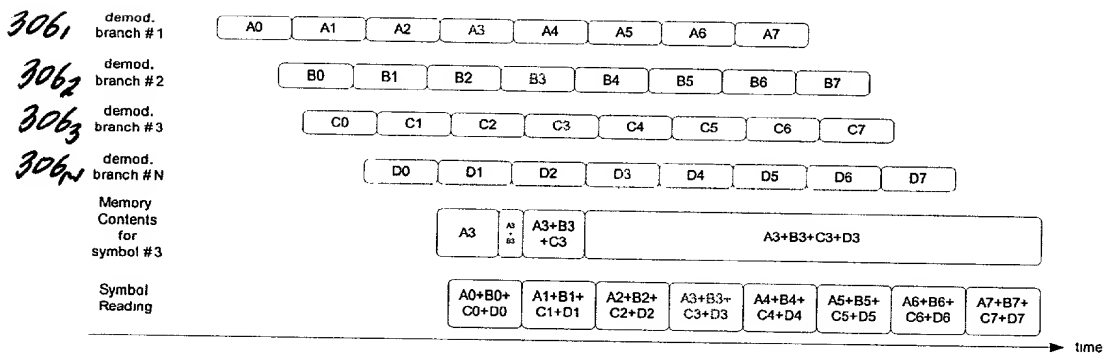 306₁ demod. branch #1 A0 A1 A2 A3 A4 A5 A6 A7
306₂ demod. branch #2 B0 B1 B2 B3 B4 B5 B6 B7
306₃ demod. branch #3 C0 C1 C2 C3 C4 C5 C6 C7
306N demod. branch #N D0 D1 D2 D3 D4 D5 D6 D7
Memory
Contents
for
symbol #3
A3
A3
+
B3
A3+B3
+C3
A3+B3+C3+D3
Symbol
Reading
A0+B0+
C0+D0
A1+B1+
C1+D1
A2+B2+
C2+D2
A3+B3+
C3+D3
A4+B4+
C4+D4
A5+B5+
C5+D5
A6+B6+
C6+D6
A7+B7+
C7+D7
time